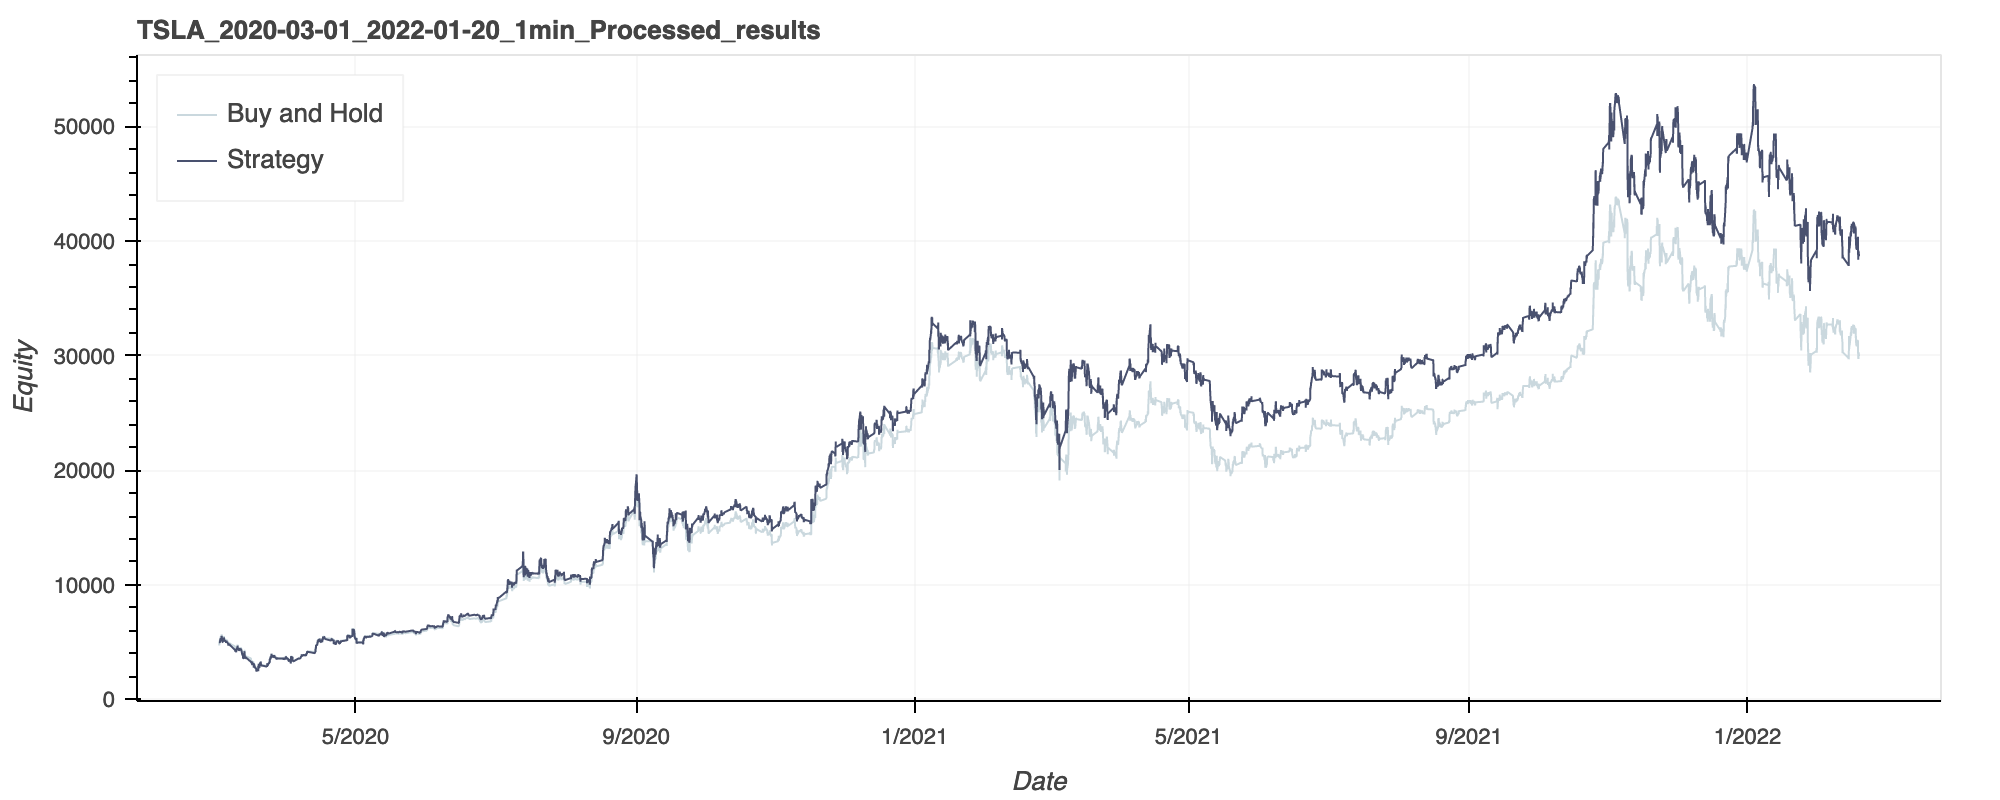 TSLA_2020-03-01_2022-01-20_1min_Processed_results
Buy and Hold
Strategy
Equity
50000
40000
30000
20000
10000
0
5/2020 9/2020 1/2021 5/2021 9/2021 1/2022
Date